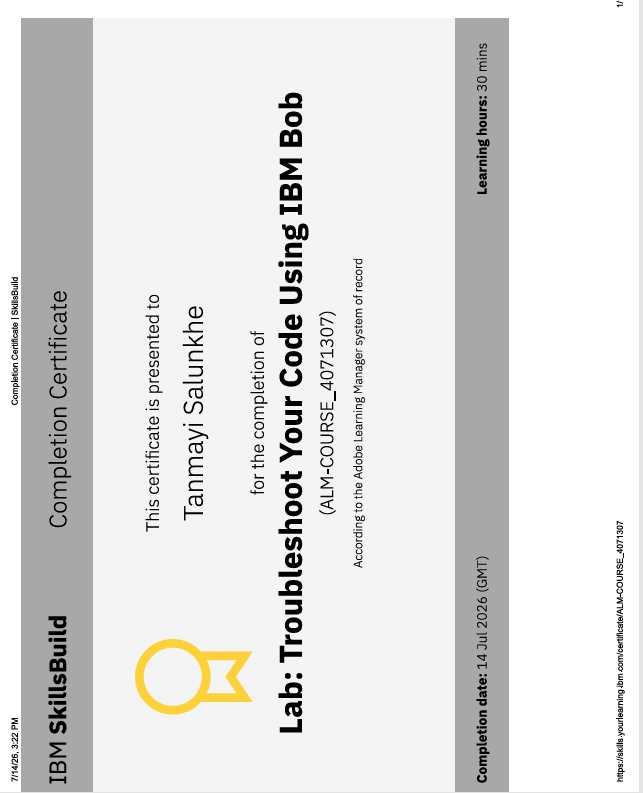 7/14/26, 3:22 PM
Completion Certificate | SkillsBuild
IBM SkillsBuild
Completion Certificate
This certificate is presented to
Tanmayi Salunkhe
for the completion of
Lab: Troubleshoot Your Code Using IBM Bob
(ALM-COURSE_4071307)
According to the Adobe Learning Manager system of record
Completion date: 14 Jul 2026 (GMT)
Learning hours: 30 mins
https://skills.yourlearning.ibm.com/certificate/ALM-COURSE_4071307
1/